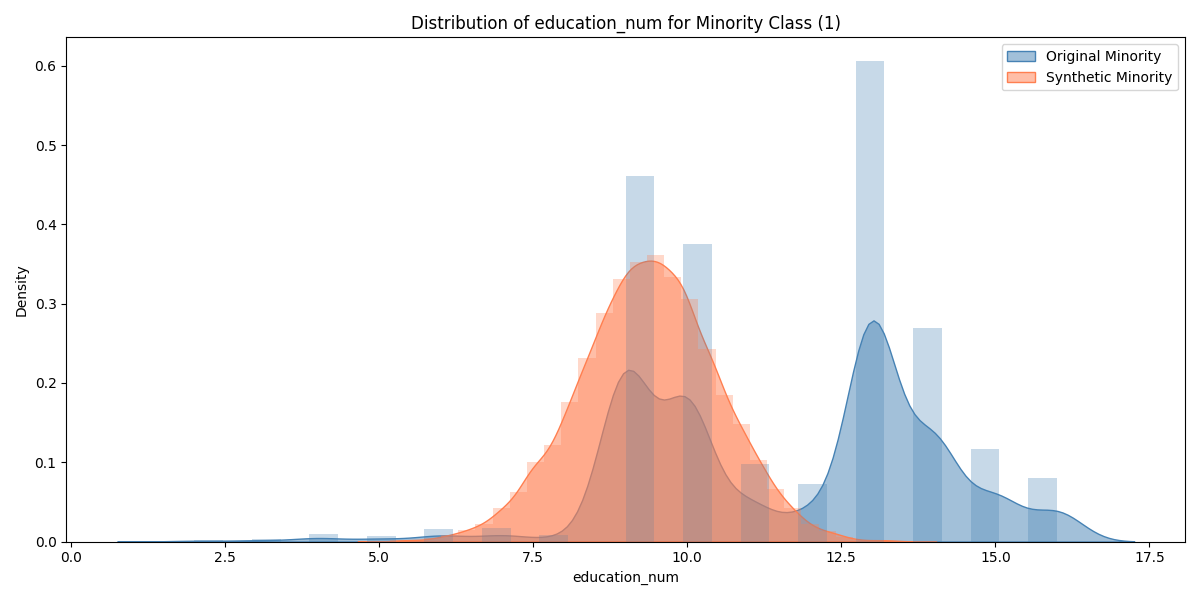 Distribution of education_num for Minority Class (1)
Original Minority
Synthetic Minority
Density
0.6
0.5
0.4
0.3
0.2
0.1
0.0
0.0 2.5 5.0 7.5 10.0 12.5 15.0 17.5
education_num